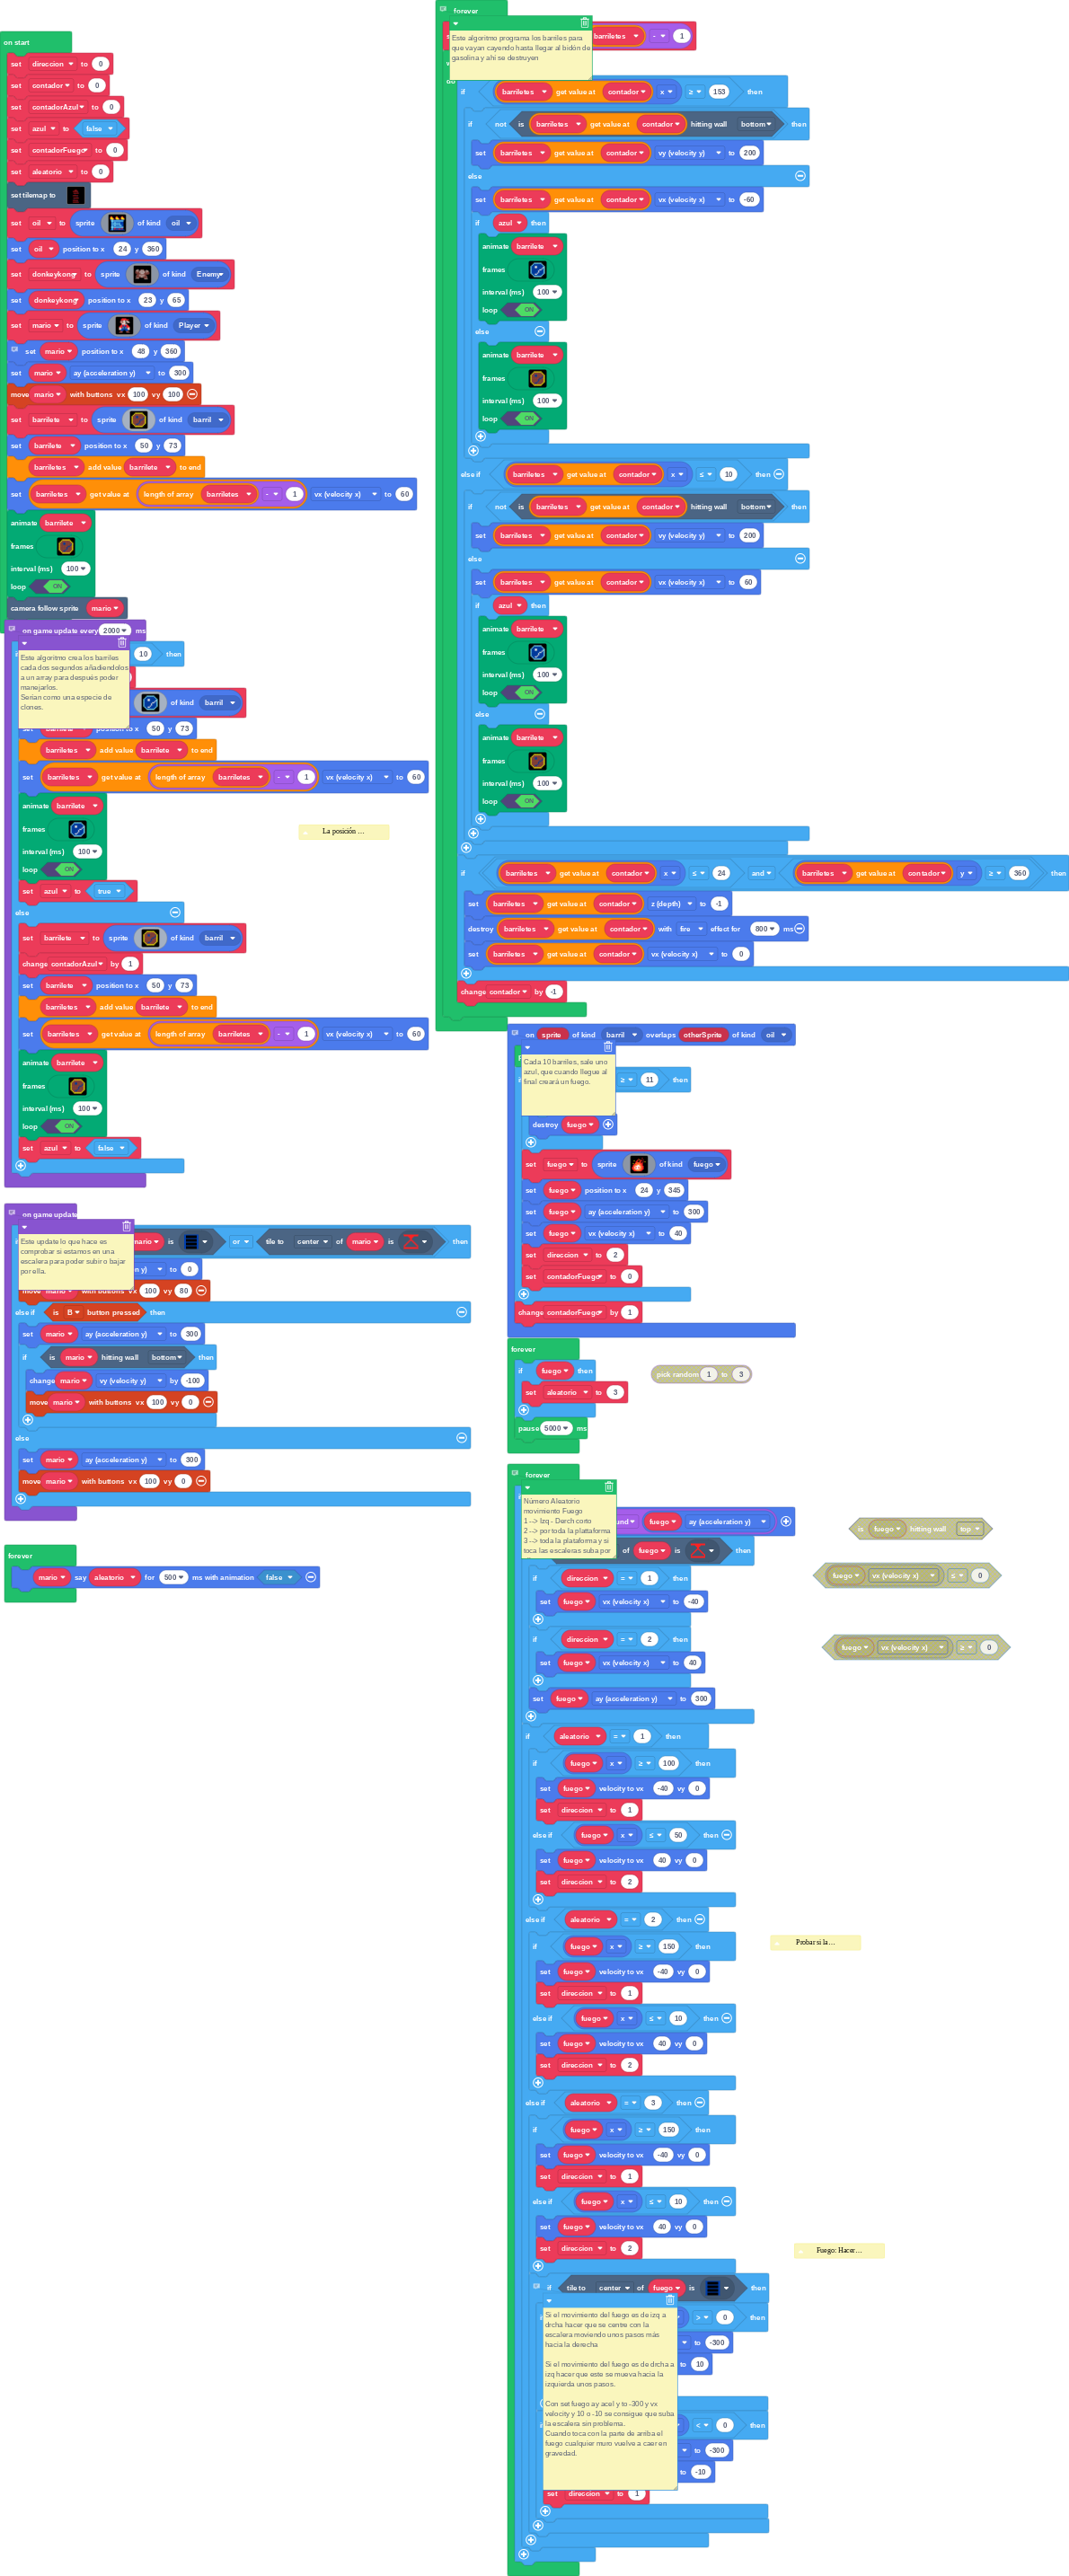 on start
set direccion to 0
set contador to 0
set contadorAzul to 0
set azul to false
set contadorFuego to 0
set aleatorio to 0
set tilemap to
set oil to sprite of kind oil
set oil position to x 24 y 360
set donkeykong to sprite of kind Enemy
set donkeykong position to x 23 y 65
set mario to sprite of kind Player
set mario position to x 48 y 360
set mario ay (acceleration y) to 300
move mario with buttons vx 100 vy 100
set barrilete to sprite of kind barril
set barrilete position to x 50 y 73
barriletes add value barrilete to end
set barriletes get value at length of array barriletes - 1 vx (velocity x) to 60
animate barrilete
frames
interval (ms) 100
loop ON
camera follow sprite mario
on game update every 2000 ms
Este algoritmo crea los barriles
cada dos segundos añadiendolos
a un array para después poder
manejarlos.
Serían como una especie de
clones.
10 then
of kind barril
set barrilete position to x 50 y 73
barriletes add value barrilete to end
set barriletes get value at length of array barriletes - 1 vx (velocity x) to 60
animate barrilete
frames
interval (ms) 100
loop ON
set azul to true
else
set barrilete to sprite of kind barril
change contadorAzul by 1
set barrilete position to x 50 y 73
barriletes add value barrilete to end
set barriletes get value at length of array barriletes - 1 vx (velocity x) to 60
animate barrilete
frames
interval (ms) 100
loop ON
set azul to false
La posición ...
on game update
Este update lo que hace es
comprobar si estamos en una
escalera para poder subir o bajar
por ella.
mario is or tile to center of mario is then
n y) to 0
move mario with buttons vx 100 vy 80
else if is B button pressed then
set mario ay (acceleration y) to 300
if is mario hitting wall bottom then
change mario vy (velocity y) by -100
move mario with buttons vx 100 vy 0
else
set mario ay (acceleration y) to 300
move mario with buttons vx 100 vy 0
forever
mario say aleatorio for 500 ms with animation false
forever
Este algoritmo programa los barriles para
que vayan cayendo hasta llegar al bidón de
gasolina y ahi se destruyen
barriletes - 1
if barriletes get value at contador x ≥ 153 then
if not is barriletes get value at contador hitting wall bottom then
set barriletes get value at contador vy (velocity y) to 200
else
set barriletes get value at contador vx (velocity x) to -60
if azul then
animate barrilete
frames
interval (ms) 100
loop ON
else
animate barrilete
frames
interval (ms) 100
loop ON
else if barriletes get value at contador x ≤ 10 then
if not is barriletes get value at contador hitting wall bottom then
set barriletes get value at contador vy (velocity y) to 200
else
set barriletes get value at contador vx (velocity x) to 60
if azul then
animate barrilete
frames
interval (ms) 100
loop ON
else
animate barrilete
frames
interval (ms) 100
loop ON
if barriletes get value at contador x ≤ 24 and barriletes get value at contador y ≥ 360 then
set barriletes get value at contador z (depth) to -1
destroy barriletes get value at contador with fire effect for 800 ms
set barriletes get value at contador vx (velocity x) to 0
change contador by -1
on sprite of kind barril overlaps otherSprite of kind oil
Cada 10 barriles, sale uno
azul, que cuando llegue al
final creará un fuego.
≥ 11 then
destroy fuego
set fuego to sprite of kind fuego
set fuego position to x 24 y 345
set fuego ay (acceleration y) to 300
set fuego vx (velocity x) to 40
set direccion to 2
set contadorFuego to 0
change contadorFuego by 1
forever
if fuego then
set aleatorio to 3
pause 5000 ms
pick random 1 to 3
forever
Número Aleatorio
movimiento Fuego
1 --> Izq - Derch corto
2 --> por toda la plattaforma
3 --> toda la plataforma y si
toca las escaleras suba por
und fuego ay (acceleration y)
of fuego is then
if direccion = 1 then
set fuego vx (velocity x) to -40
if direccion = 2 then
set fuego vx (velocity x) to 40
set fuego ay (acceleration y) to 300
if aleatorio = 1 then
if fuego x ≥ 100 then
set fuego velocity to vx -40 vy 0
set direccion to 1
else if fuego x ≤ 50 then
set fuego velocity to vx 40 vy 0
set direccion to 2
else if aleatorio = 2 then
if fuego x ≥ 150 then
set fuego velocity to vx -40 vy 0
set direccion to 1
else if fuego x ≤ 10 then
set fuego velocity to vx 40 vy 0
set direccion to 2
else if aleatorio = 3 then
if fuego x ≥ 150 then
set fuego velocity to vx -40 vy 0
set direccion to 1
else if fuego x ≤ 10 then
set fuego velocity to vx 40 vy 0
set direccion to 2
if tile to center of fuego is then
Si el movimiento del fuego es de izq a
drcha hacer que se centre con la
escalera moviendo unos pasos más
hacia la derecha
Si el movimiento del fuego es de drcha a
izq hacer que este se mueva hacia la
izquierda unos pasos.
Con set fuego ay acel y to -300 y vx
velocity y 10 o -10 se consigue que suba
la escalera sin problema.
Cuando toca con la parte de arriba el
fuego cualquier muro vuelve a caer en
gravedad.
> 0 then
to -300
to 10
< 0 then
to -300
to -10
set direccion to 1
is fuego hitting wall top
fuego vx (velocity x) ≤ 0
fuego vx (velocity x) ≥ 0
Probar si la...
Fuego: Hacer...